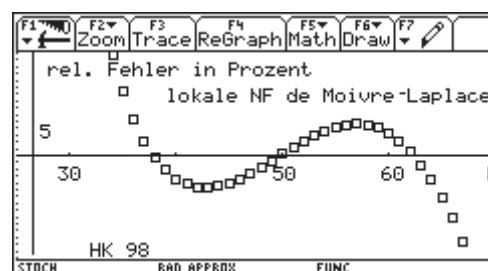 F1 F2 Zoom F3 Trace F4 ReGraph F5 Math F6 Draw F7
rel. Fehler in Prozent
lokale NF de Moivre-Laplace
5
30 50 60
HK 98
STOCH RAD APPROX FUNC